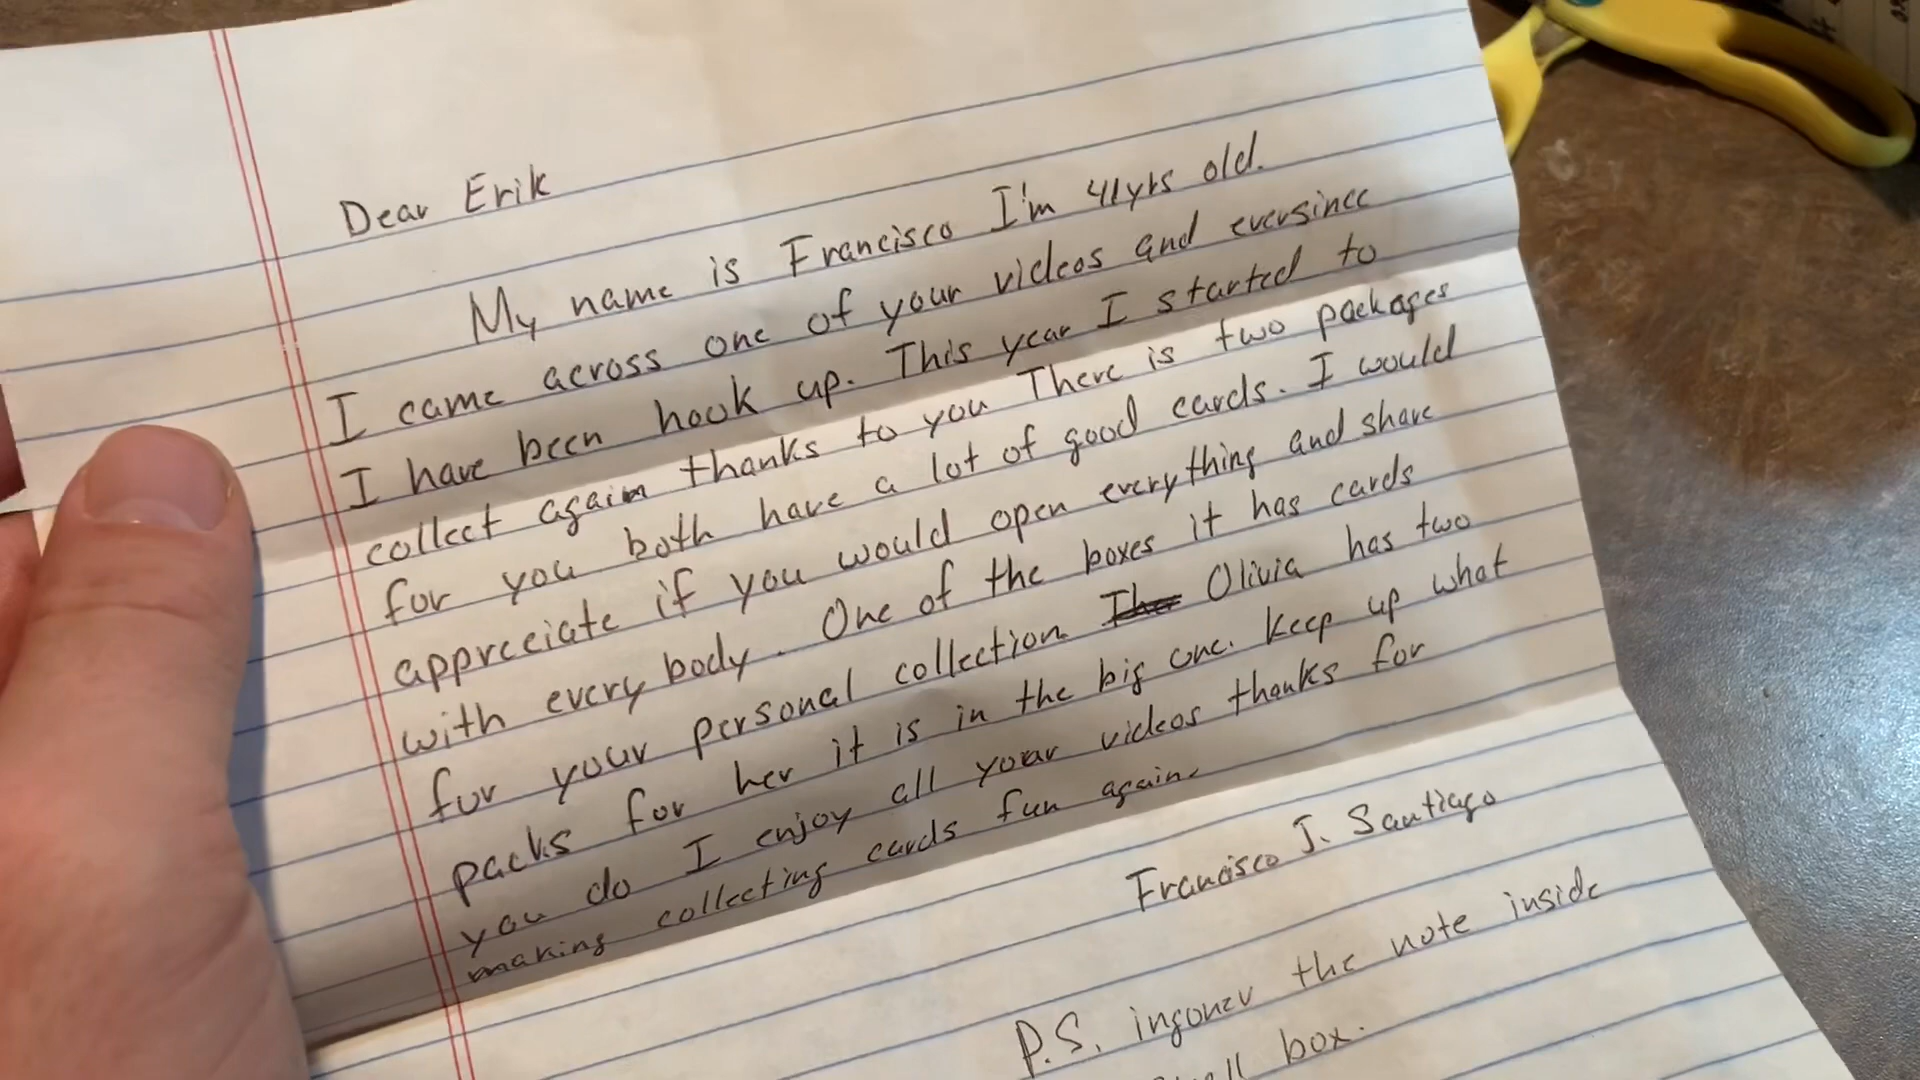 Dear Erik
My name is Francisco I'm 41yrs old.
I came across one of your videos and eversince
I have been hook up. This year I started to
collect again thanks to you There is two packages
for you both have a lot of good cards. I would
appreciate if you would open everything and share
with every body. One of the boxes it has cards
for your personal collection Olivia has two
packs for her it is in the big one. Keep up what
you do I enjoy all your videos thanks for
making collecting cards fun again.
Francisco J. Santiago
P.S. ingoner the note inside
box.